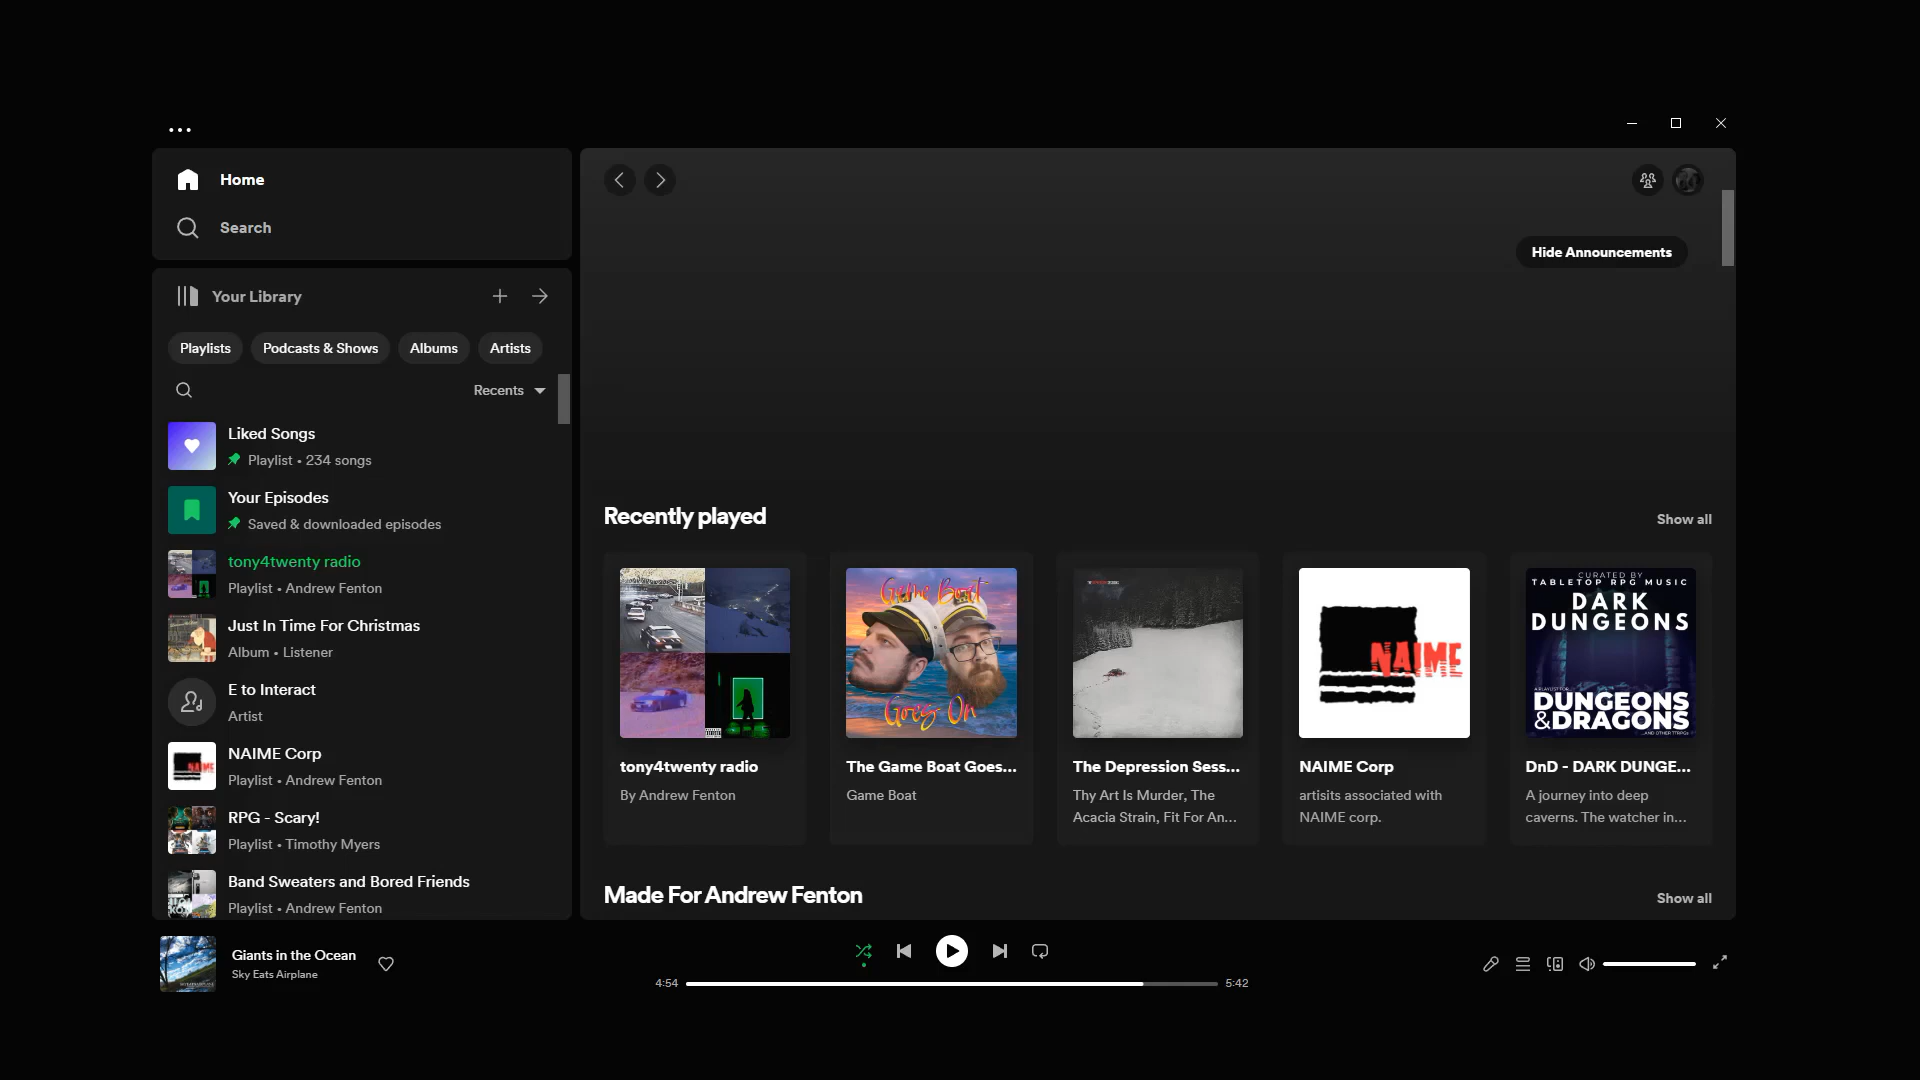 Home
Search
Your Library
Playlists
Podcasts & Shows
Albums
Artists
Recents
Liked Songs
Playlist • 234 songs
Your Episodes
Saved & downloaded episodes
tony4twenty radio
Playlist • Andrew Fenton
Just In Time For Christmas
Album • Listener
E to Interact
Artist
NAIME
NAIME Corp
Playlist • Andrew Fenton
RPG - Scary!
Playlist • Timothy Myers
Band Sweaters and Bored Friends
Playlist • Andrew Fenton
Hide Announcements
Recently played
Show all
tony4twenty radio
By Andrew Fenton
Game Boat
Goes On
The Game Boat Goes...
Game Boat
The Depression Sess...
Thy Art Is Murder, The
Acacia Strain, Fit For An...
NAIME
NAIME Corp
artisits associated with
NAIME corp.
CURATED BY
TABLETOP RPG MUSIC
DARK
DUNGEONS
A PLAYLIST FOR
DUNGEONS
&DRAGONS
...AND OTHER TTRPGS
DnD - DARK DUNGE...
A journey into deep
caverns. The watcher in...
Made For Andrew Fenton
Show all
Giants in the Ocean
Sky Eats Airplane
4:54
5:42